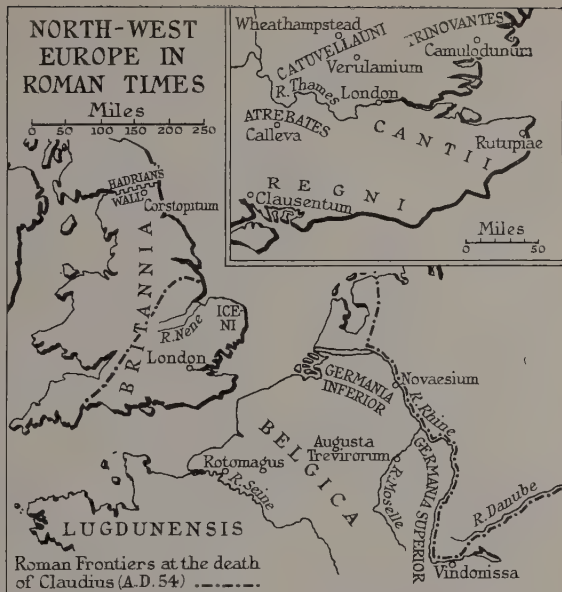 NORTH-WEST
EUROPE IN
ROMAN TIMES
Miles
0 50 100 150 200 250
HADRIANS
WALL
Corstopitum
BRITANNIA
ICE-
NI
R.Nene
London
Wheathampstead
CATUVELLAUNI
TRINOVANTES
Camulodunum
Verulamium
R.Thames
London
ATREBATES
Calleva
CANTII
Rutupiae
REGNI
Clausentum
Miles
0 50
GERMANIA
INFERIOR
Novaesium
R.Rhine
BELGICA
Augusta
Trevirorum
R.Moselle
GERMANIA SUPERIOR
Rotomagus
R.Seine
R.Danube
LUGDUNENSIS
Vindonissa
Roman Frontiers at the death
of Claudius (A.D. 54)